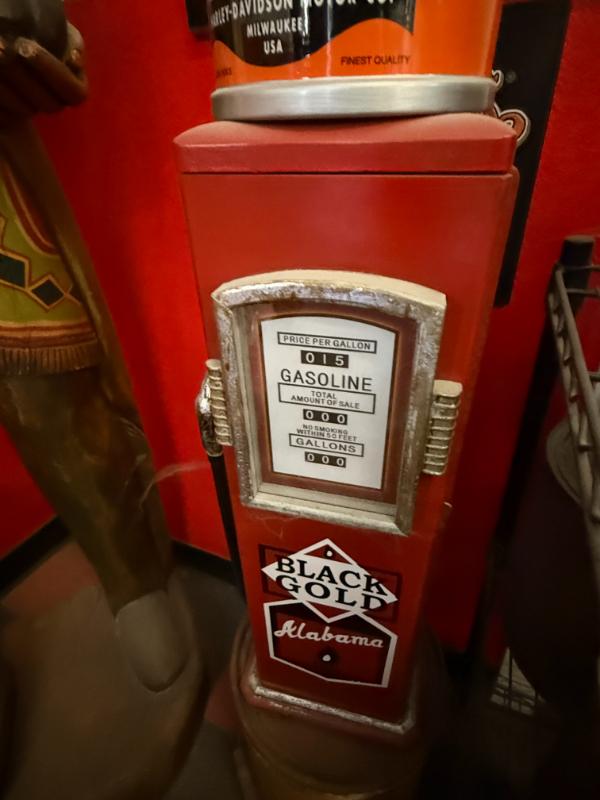 HARLEY-DAVIDSON MOTOR CO.
MILWAUKEE
USA
FINEST QUALITY
PRICE PER GALLON
015
GASOLINE
TOTAL
AMOUNT OF SALE
000
NO SMOKING
WITHIN 50 FEET
GALLONS
000
BLACK
GOLD
Alabama